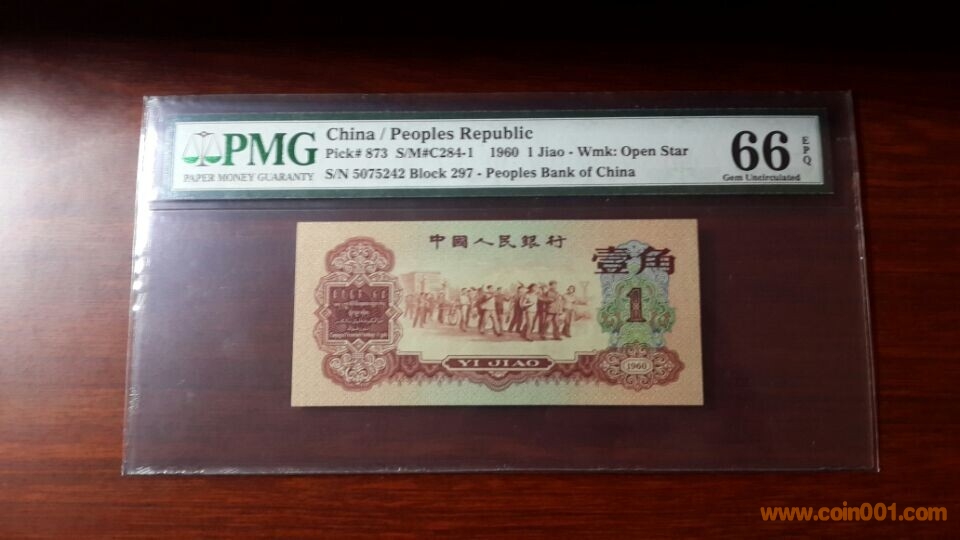 PMG
PAPER MONEY GUARANTY
China / Peoples Republic
Pick# 873 S/M#C284-1 1960 1 Jiao - Wmk: Open Star
S/N 5075242 Block 297 - Peoples Bank of China
66 EPQ
Gem Uncirculated
中國人民銀行
壹角
1
YI JIAO
1960
www.coin001.com